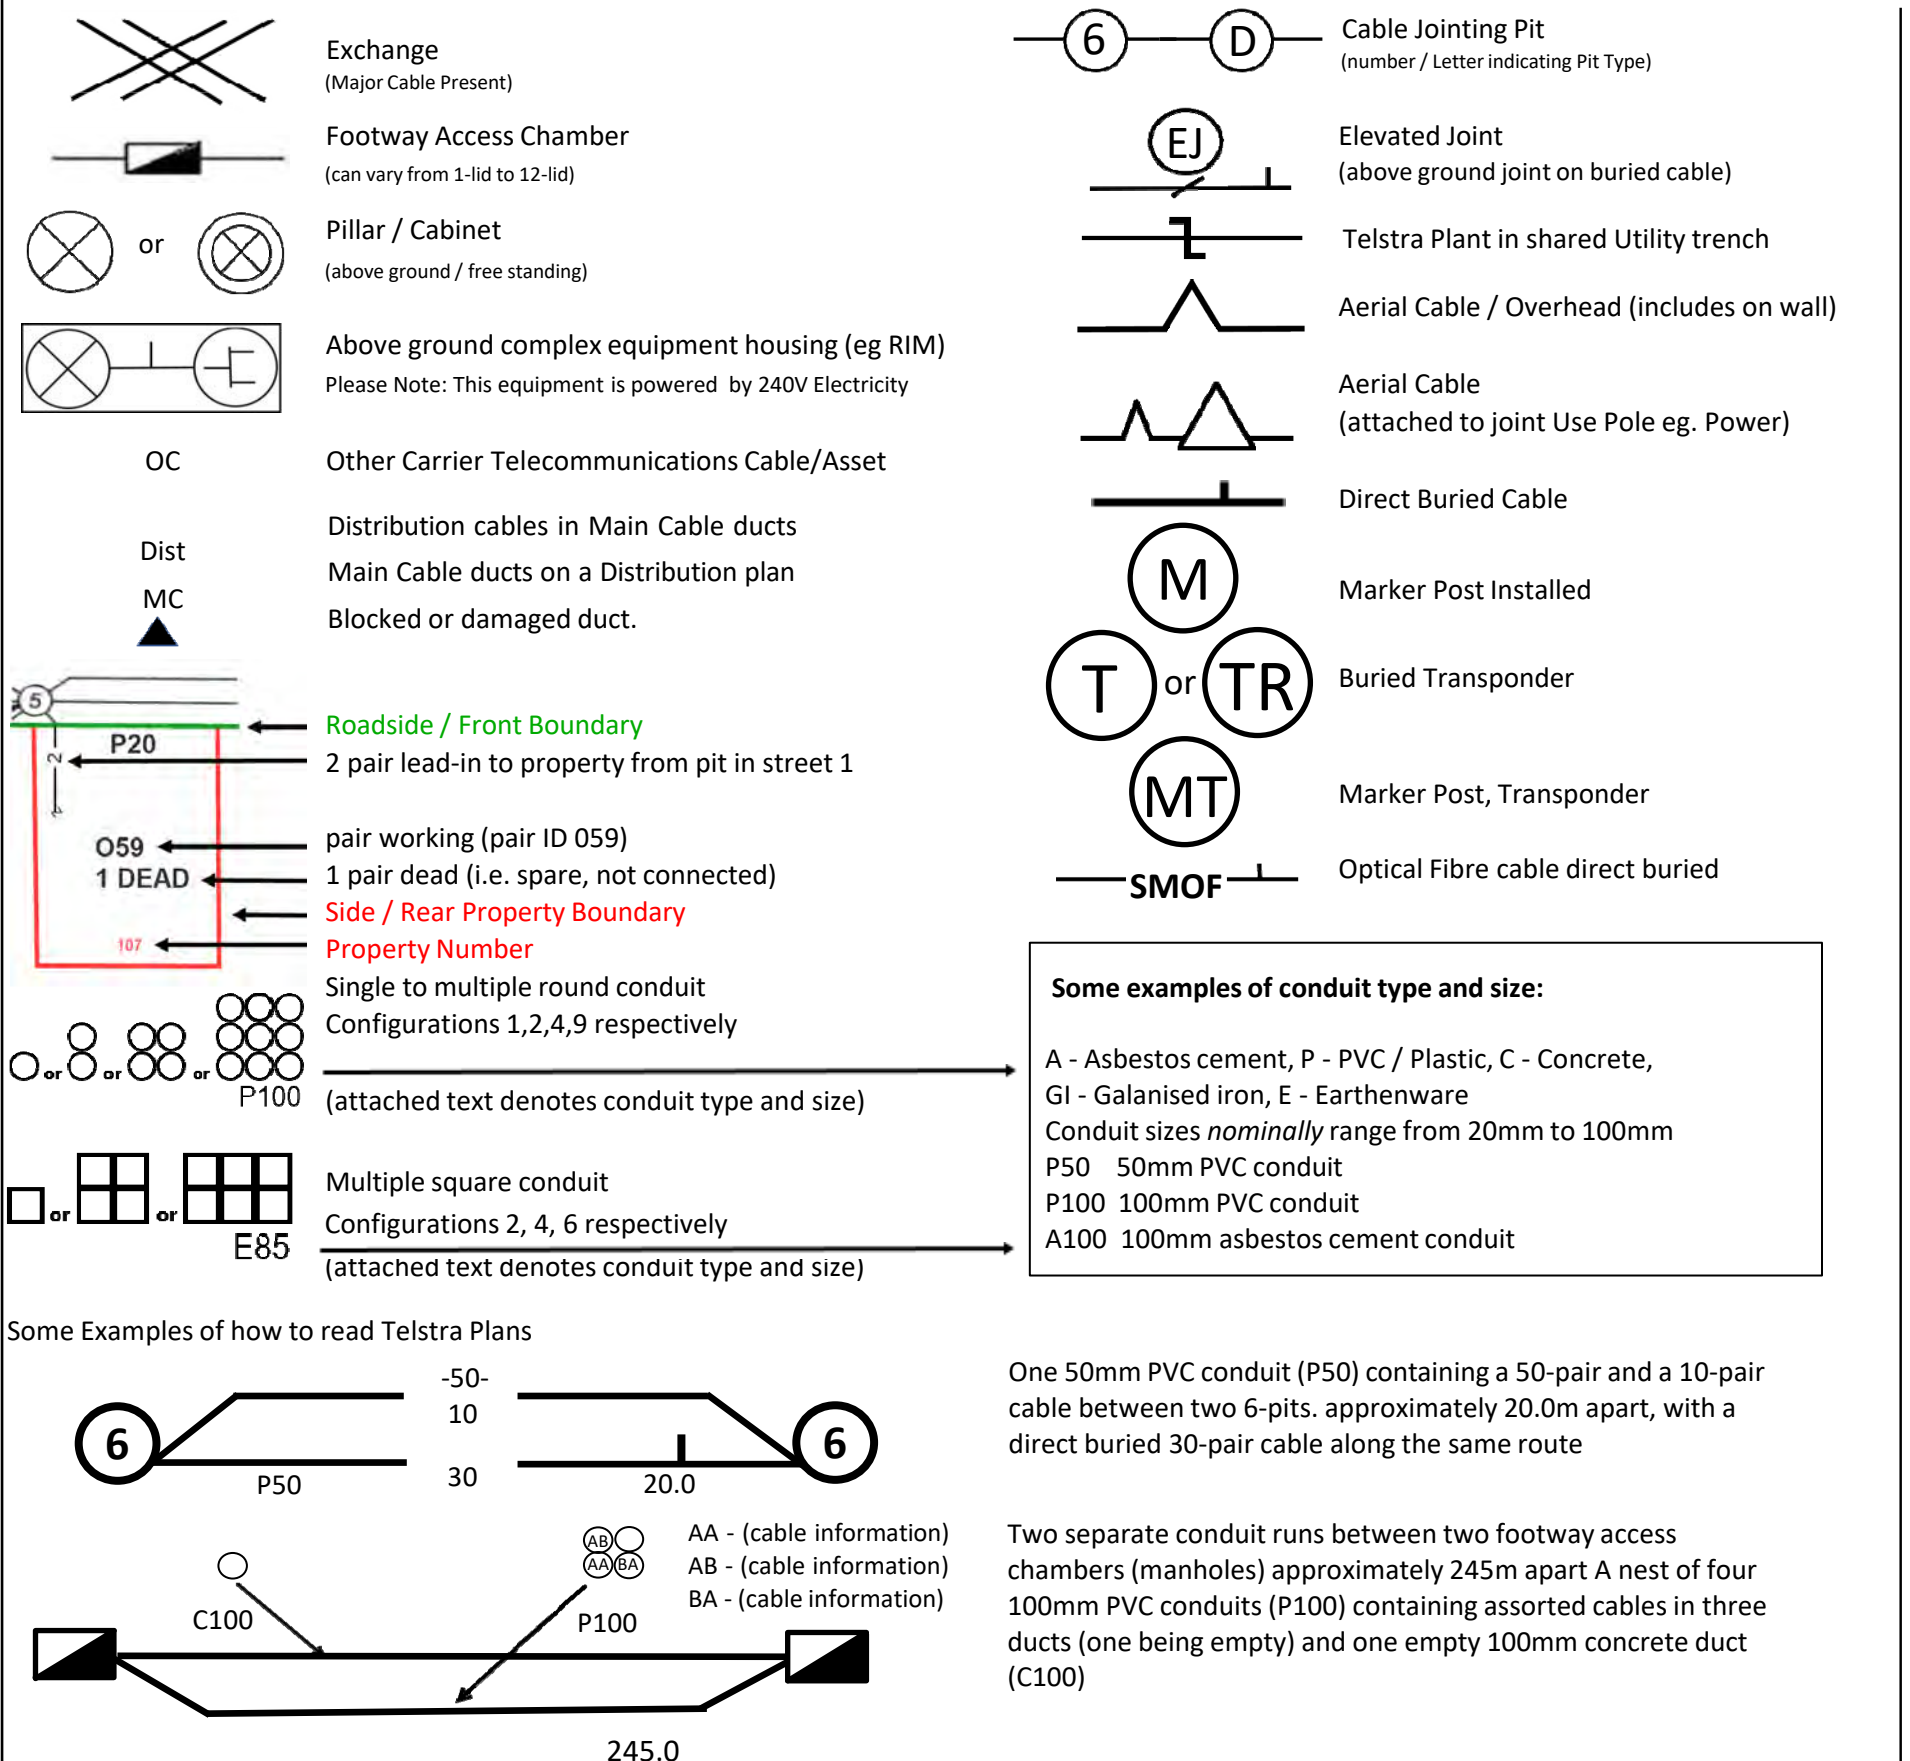 Exchange
(Major Cable Present)
Footway Access Chamber
(can vary from 1-lid to 12-lid)
or
Pillar / Cabinet
(above ground / free standing)
Above ground complex equipment housing (eg RIM)
Please Note: This equipment is powered by 240V Electricity
OC
Other Carrier Telecommunications Cable/Asset
Dist
MC
Distribution cables in Main Cable ducts
Main Cable ducts on a Distribution plan
Blocked or damaged duct.
5
P20
2
O59
1 DEAD
107
Roadside / Front Boundary
2 pair lead-in to property from pit in street 1
pair working (pair ID 059)
1 pair dead (i.e. spare, not connected)
Side / Rear Property Boundary
Property Number
Single to multiple round conduit
Configurations 1,2,4,9 respectively
or or or
P100
(attached text denotes conduit type and size)
Multiple square conduit
Configurations 2, 4, 6 respectively
or or
E85
(attached text denotes conduit type and size)
6 D
Cable Jointing Pit
(number / Letter indicating Pit Type)
EJ
Elevated Joint
(above ground joint on buried cable)
Telstra Plant in shared Utility trench
Aerial Cable / Overhead (includes on wall)
Aerial Cable
(attached to joint Use Pole eg. Power)
Direct Buried Cable
M
Marker Post Installed
T or TR
Buried Transponder
MT
Marker Post, Transponder
SMOF
Optical Fibre cable direct buried
Some examples of conduit type and size:
A - Asbestos cement, P - PVC / Plastic, C - Concrete,
GI - Galanised iron, E - Earthenware
Conduit sizes nominally range from 20mm to 100mm
P50 50mm PVC conduit
P100 100mm PVC conduit
A100 100mm asbestos cement conduit
Some Examples of how to read Telstra Plans
-50-
10
6 6
P50 30 20.0
One 50mm PVC conduit (P50) containing a 50-pair and a 10-pair
cable between two 6-pits. approximately 20.0m apart, with a
direct buried 30-pair cable along the same route
AB
AA BA
AA - (cable information)
AB - (cable information)
BA - (cable information)
C100
P100
245.0
Two separate conduit runs between two footway access
chambers (manholes) approximately 245m apart A nest of four
100mm PVC conduits (P100) containing assorted cables in three
ducts (one being empty) and one empty 100mm concrete duct
(C100)